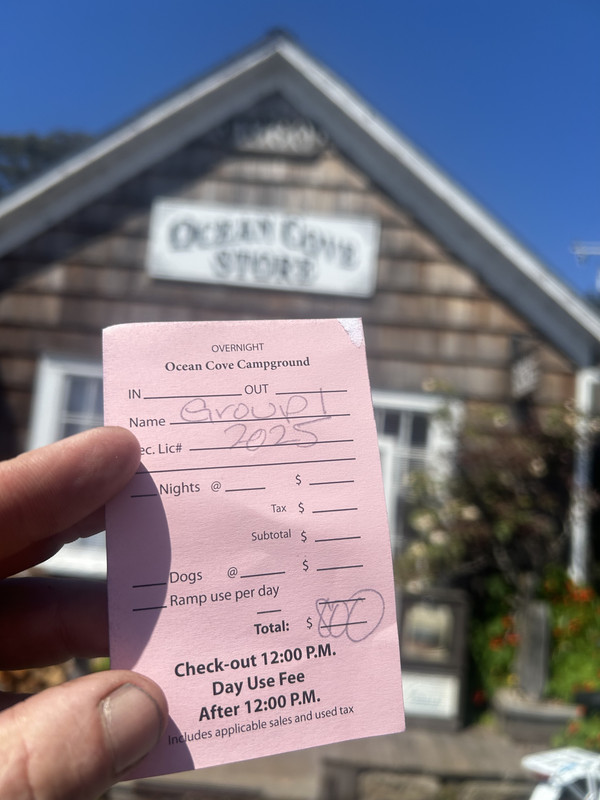 OCEAN COVE
STORE
OVERNIGHT
Ocean Cove Campground
IN OUT
Name Group 1
ec. Lic# 2025
Nights @ $
Tax $
Subtotal $
Dogs @ $
Ramp use per day
Total: $
Check-out 12:00 P.M.
Day Use Fee
After 12:00 P.M.
Includes applicable sales and used tax